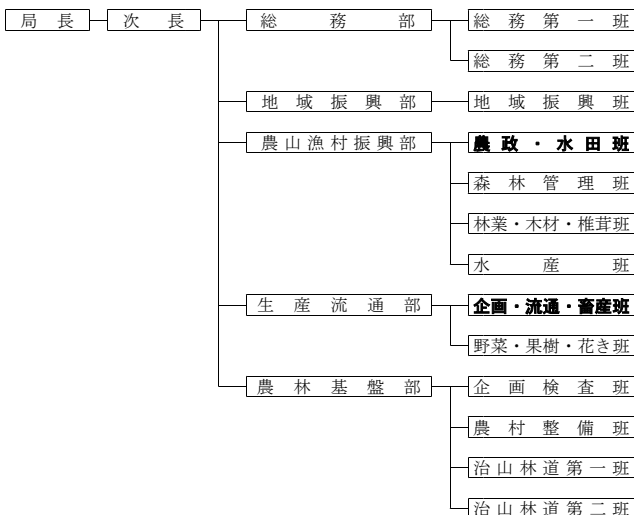 局長 次長 総務部 総務第一班
総務第二班
地域振興部 地域振興班
農山漁村振興部 農政・水田班
森林管理班
林業・木材・椎茸班
水産班
生産流通部 企画・流通・畜産班
野菜・果樹・花き班
農林基盤部 企画検査班
農村整備班
治山林道第一班
治山林道第二班